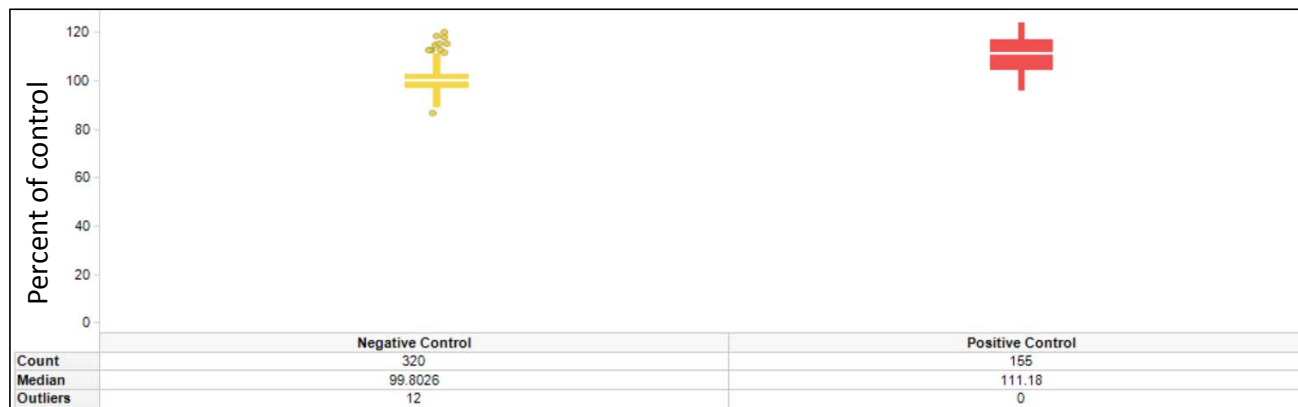 Percent of control
120
100
80
60
40
20
0
Negative Control Positive Control
Count 320 155
Median 99.8026 111.18
Outliers 12 0